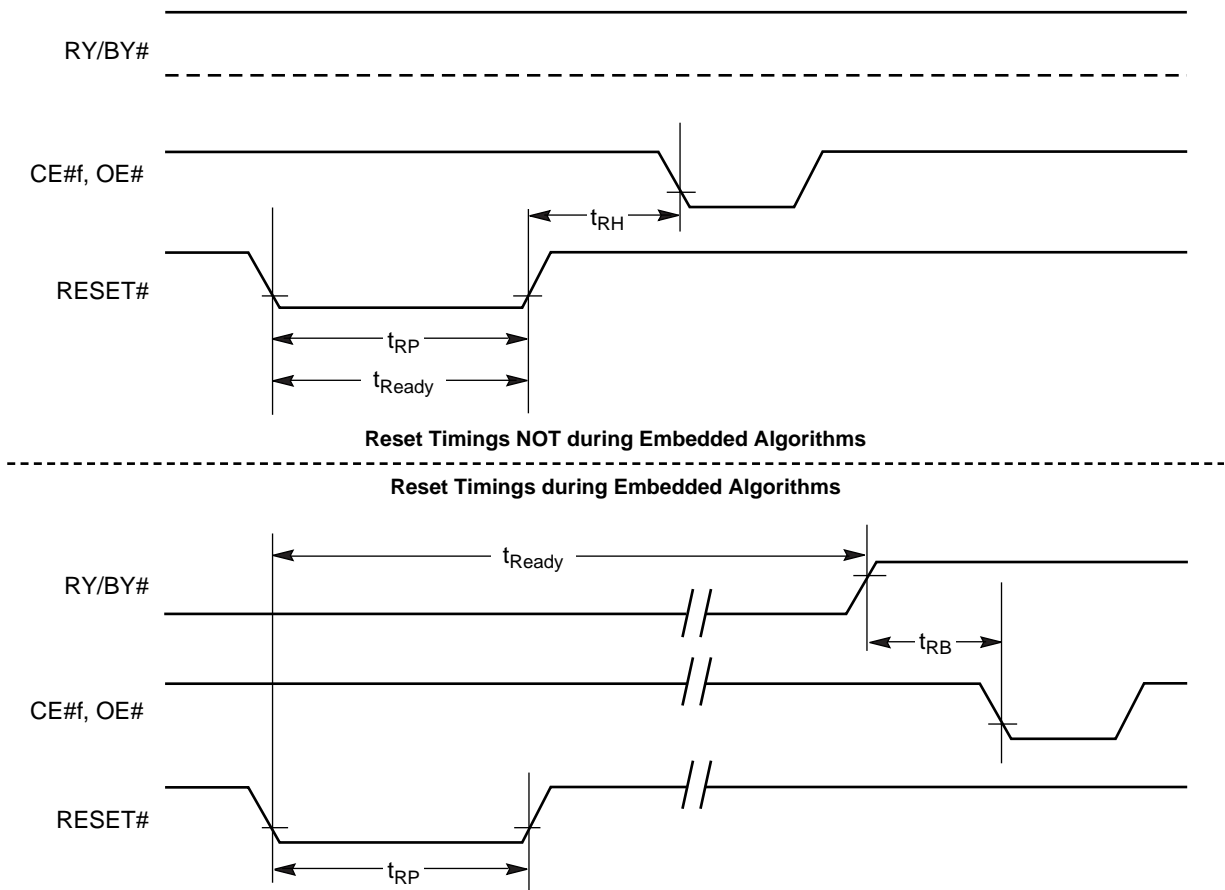 RY/BY#
CE#f, OE#
tRH
RESET#
tRP
tReady
Reset Timings NOT during Embedded Algorithms
Reset Timings during Embedded Algorithms
tReady
RY/BY#
tRB
CE#f, OE#
RESET#
tRP